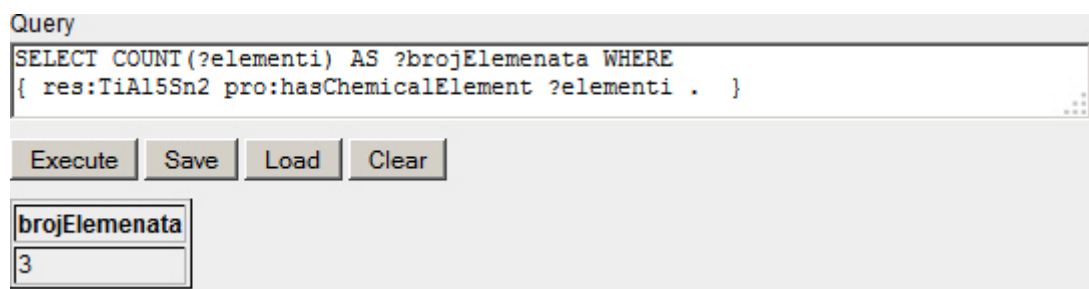 Query
SELECT COUNT(?elementi) AS ?brojElemenata WHERE
{ res:TiAl5Sn2 pro:hasChemicalElement ?elementi .  }
Execute Save Load Clear
brojElemenata
3